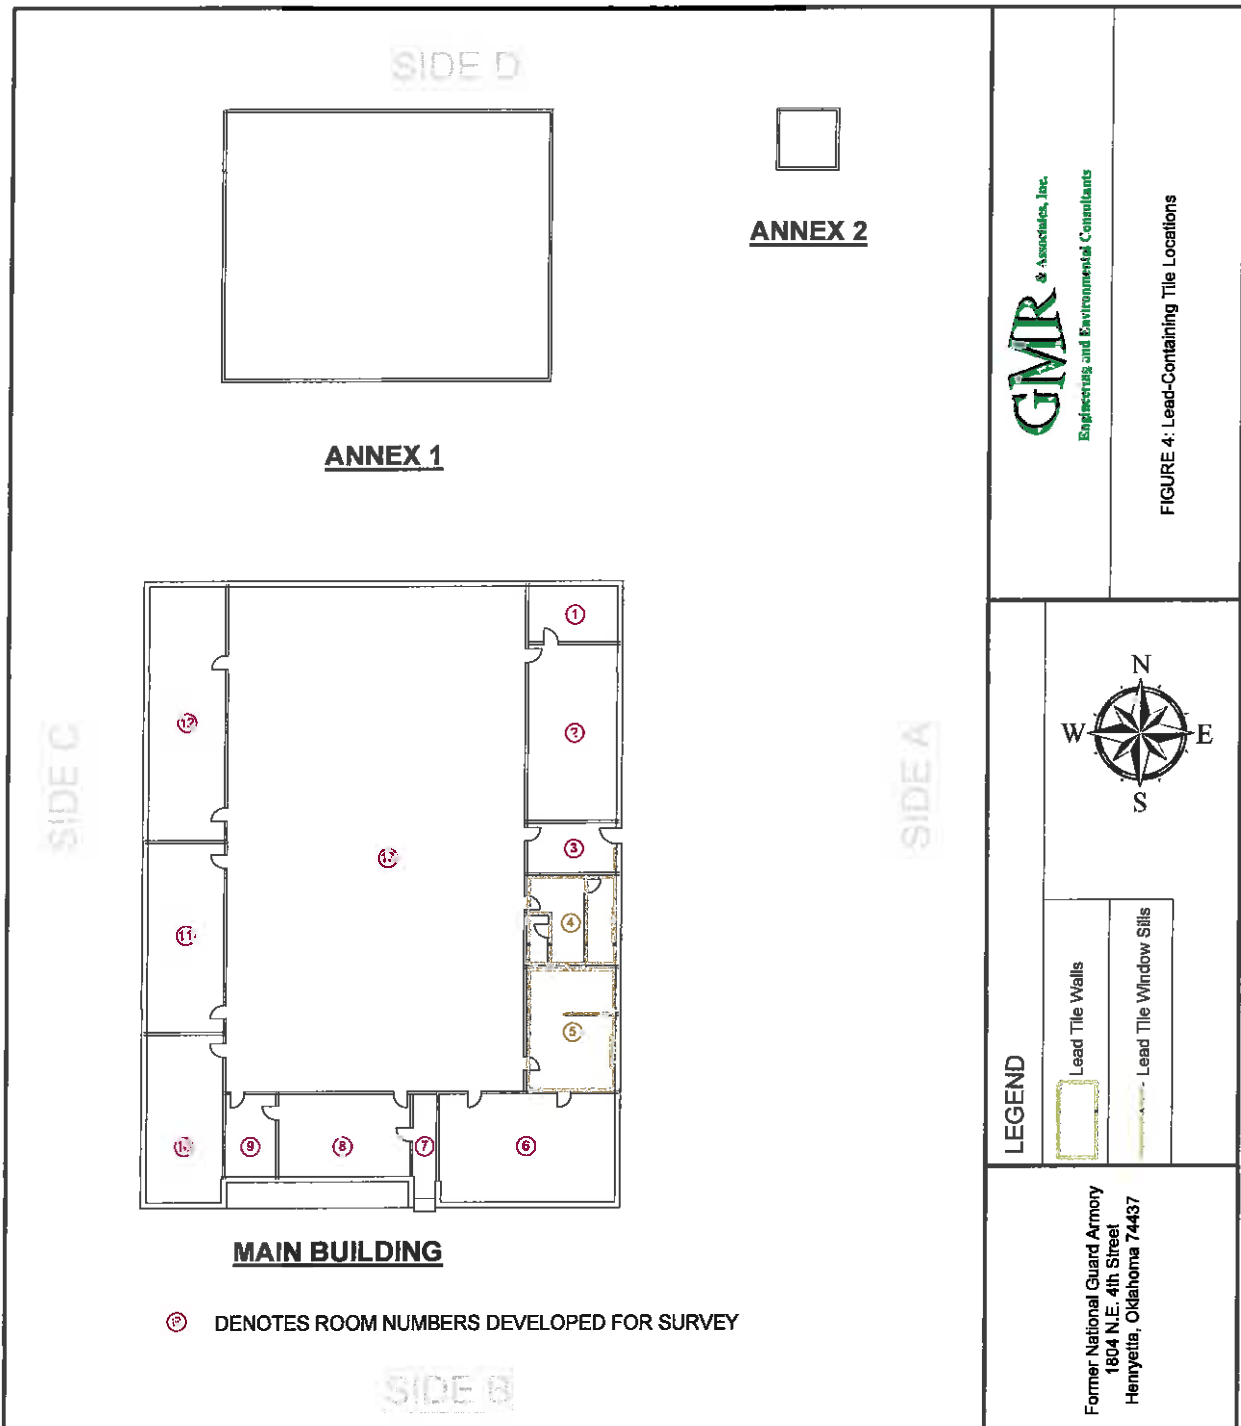 SIDE D
ANNEX 1
ANNEX 2
SIDE C
SIDE A
1
2
3
4
5
6
7
8
9
11
12
13
MAIN BUILDING
DENOTES ROOM NUMBERS DEVELOPED FOR SURVEY
SIDE B
GMR & Associates, Inc.
Engineering and Environmental Consultants
FIGURE 4: Lead-Containing Tile Locations
N
W
E
S
LEGEND
Lead Tile Walls
- Lead Tile Window Sills
Former National Guard Armory
1804 N.E. 4th Street
Henryetta, Oklahoma 74437